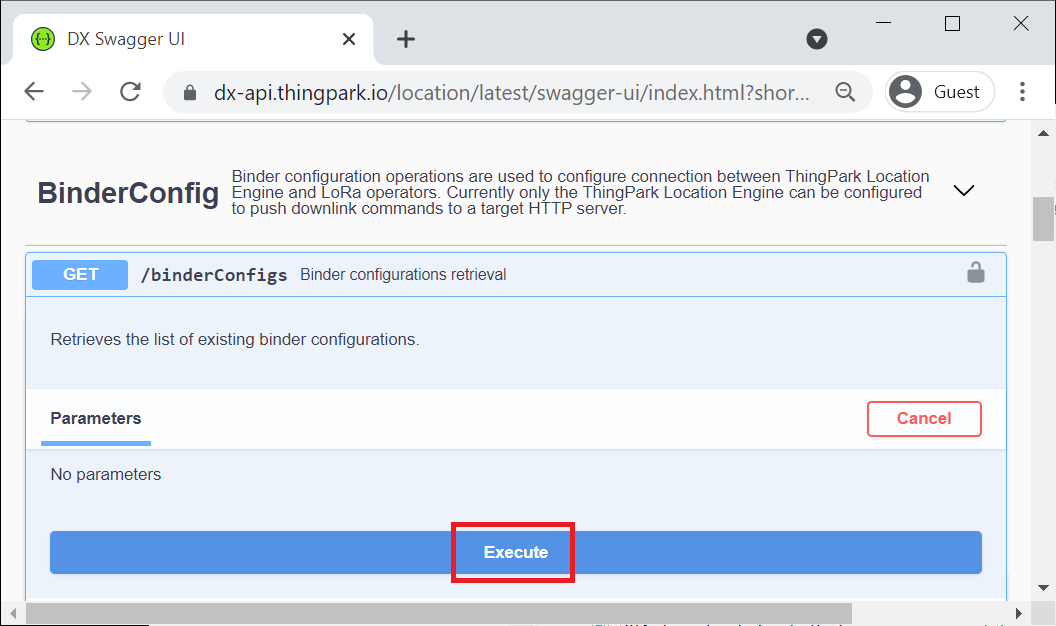 DX Swagger UI
dx-api.thingpark.io/location/latest/swagger-ui/index.html?shor...
Guest
BinderConfig
Binder configuration operations are used to configure connection between ThingPark Location
Engine and LoRa operators. Currently only the ThingPark Location Engine can be configured
to push downlink commands to a target HTTP server.
GET /binderConfigs Binder configurations retrieval
Retrieves the list of existing binder configurations.
Parameters
Cancel
No parameters
Execute